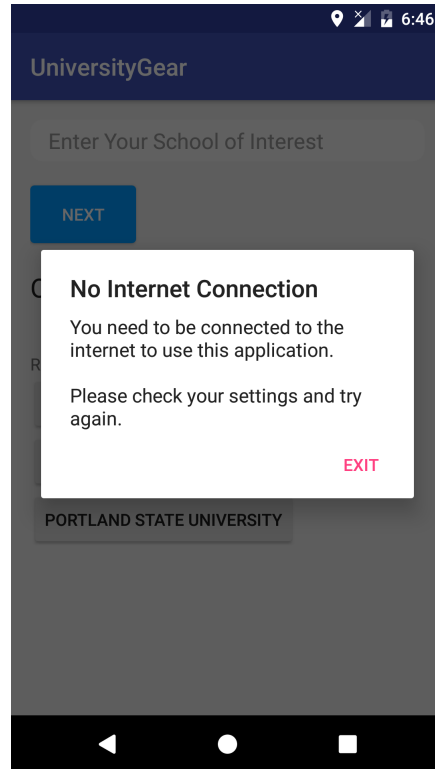 6:46
UniversityGear
Enter Your School of Interest
NEXT
No Internet Connection
You need to be connected to the
internet to use this application.
Please check your settings and try
again.
EXIT
PORTLAND STATE UNIVERSITY